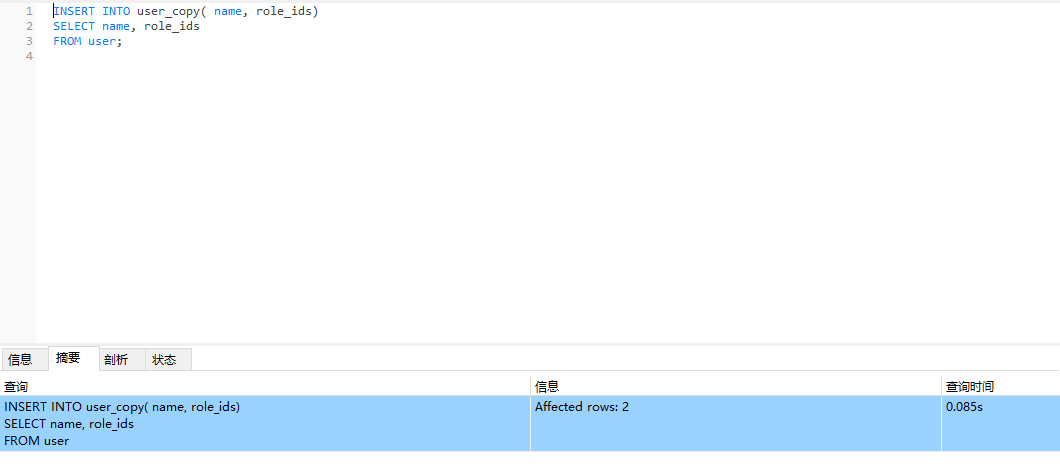 1 INSERT INTO user_copy( name, role_ids)
2 SELECT name, role_ids
3 FROM user;
4
信息 摘要 剖析 状态
查询 信息 查询时间
INSERT INTO user_copy( name, role_ids) Affected rows: 2 0.085s
SELECT name, role_ids
FROM user